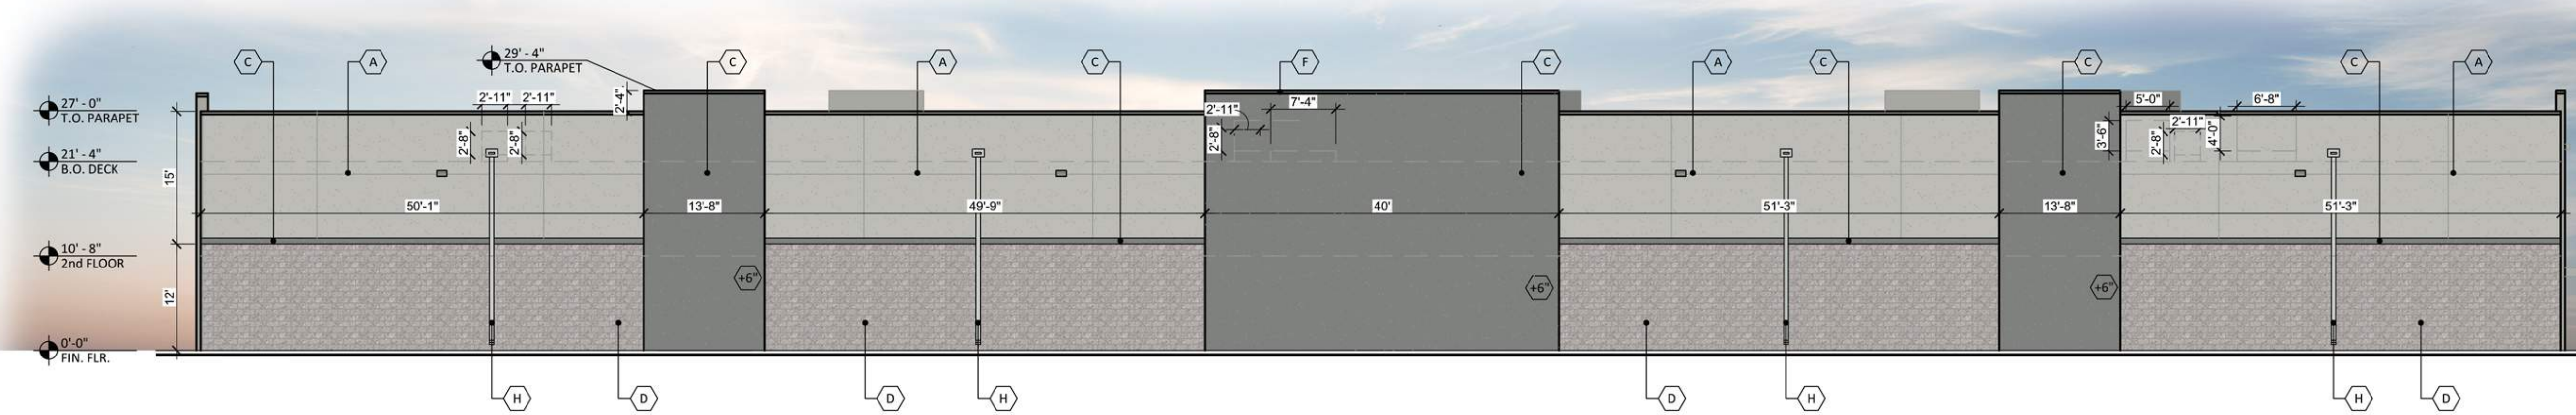 C
A
29' - 4"
T.O. PARAPET
C
A
C
F
C
A
C
C
C
A
27' - 0"
T.O. PARAPET
2'-11"
2'-11"
2'-4"
2'-11"
7'-4"
5'-0"
6'-8"
2'-8"
2'-8"
2'-8"
3'-6"
2'-8"
2'-11"
4'-0"
21' - 4"
B.O. DECK
15'
50'-1"
13'-8"
49'-9"
40'
51'-3"
13'-8"
51'-3"
10' - 8"
2nd FLOOR
+6"
+6"
+6"
12'
0'-0"
FIN. FLR.
H
D
D
H
D
H
H
D